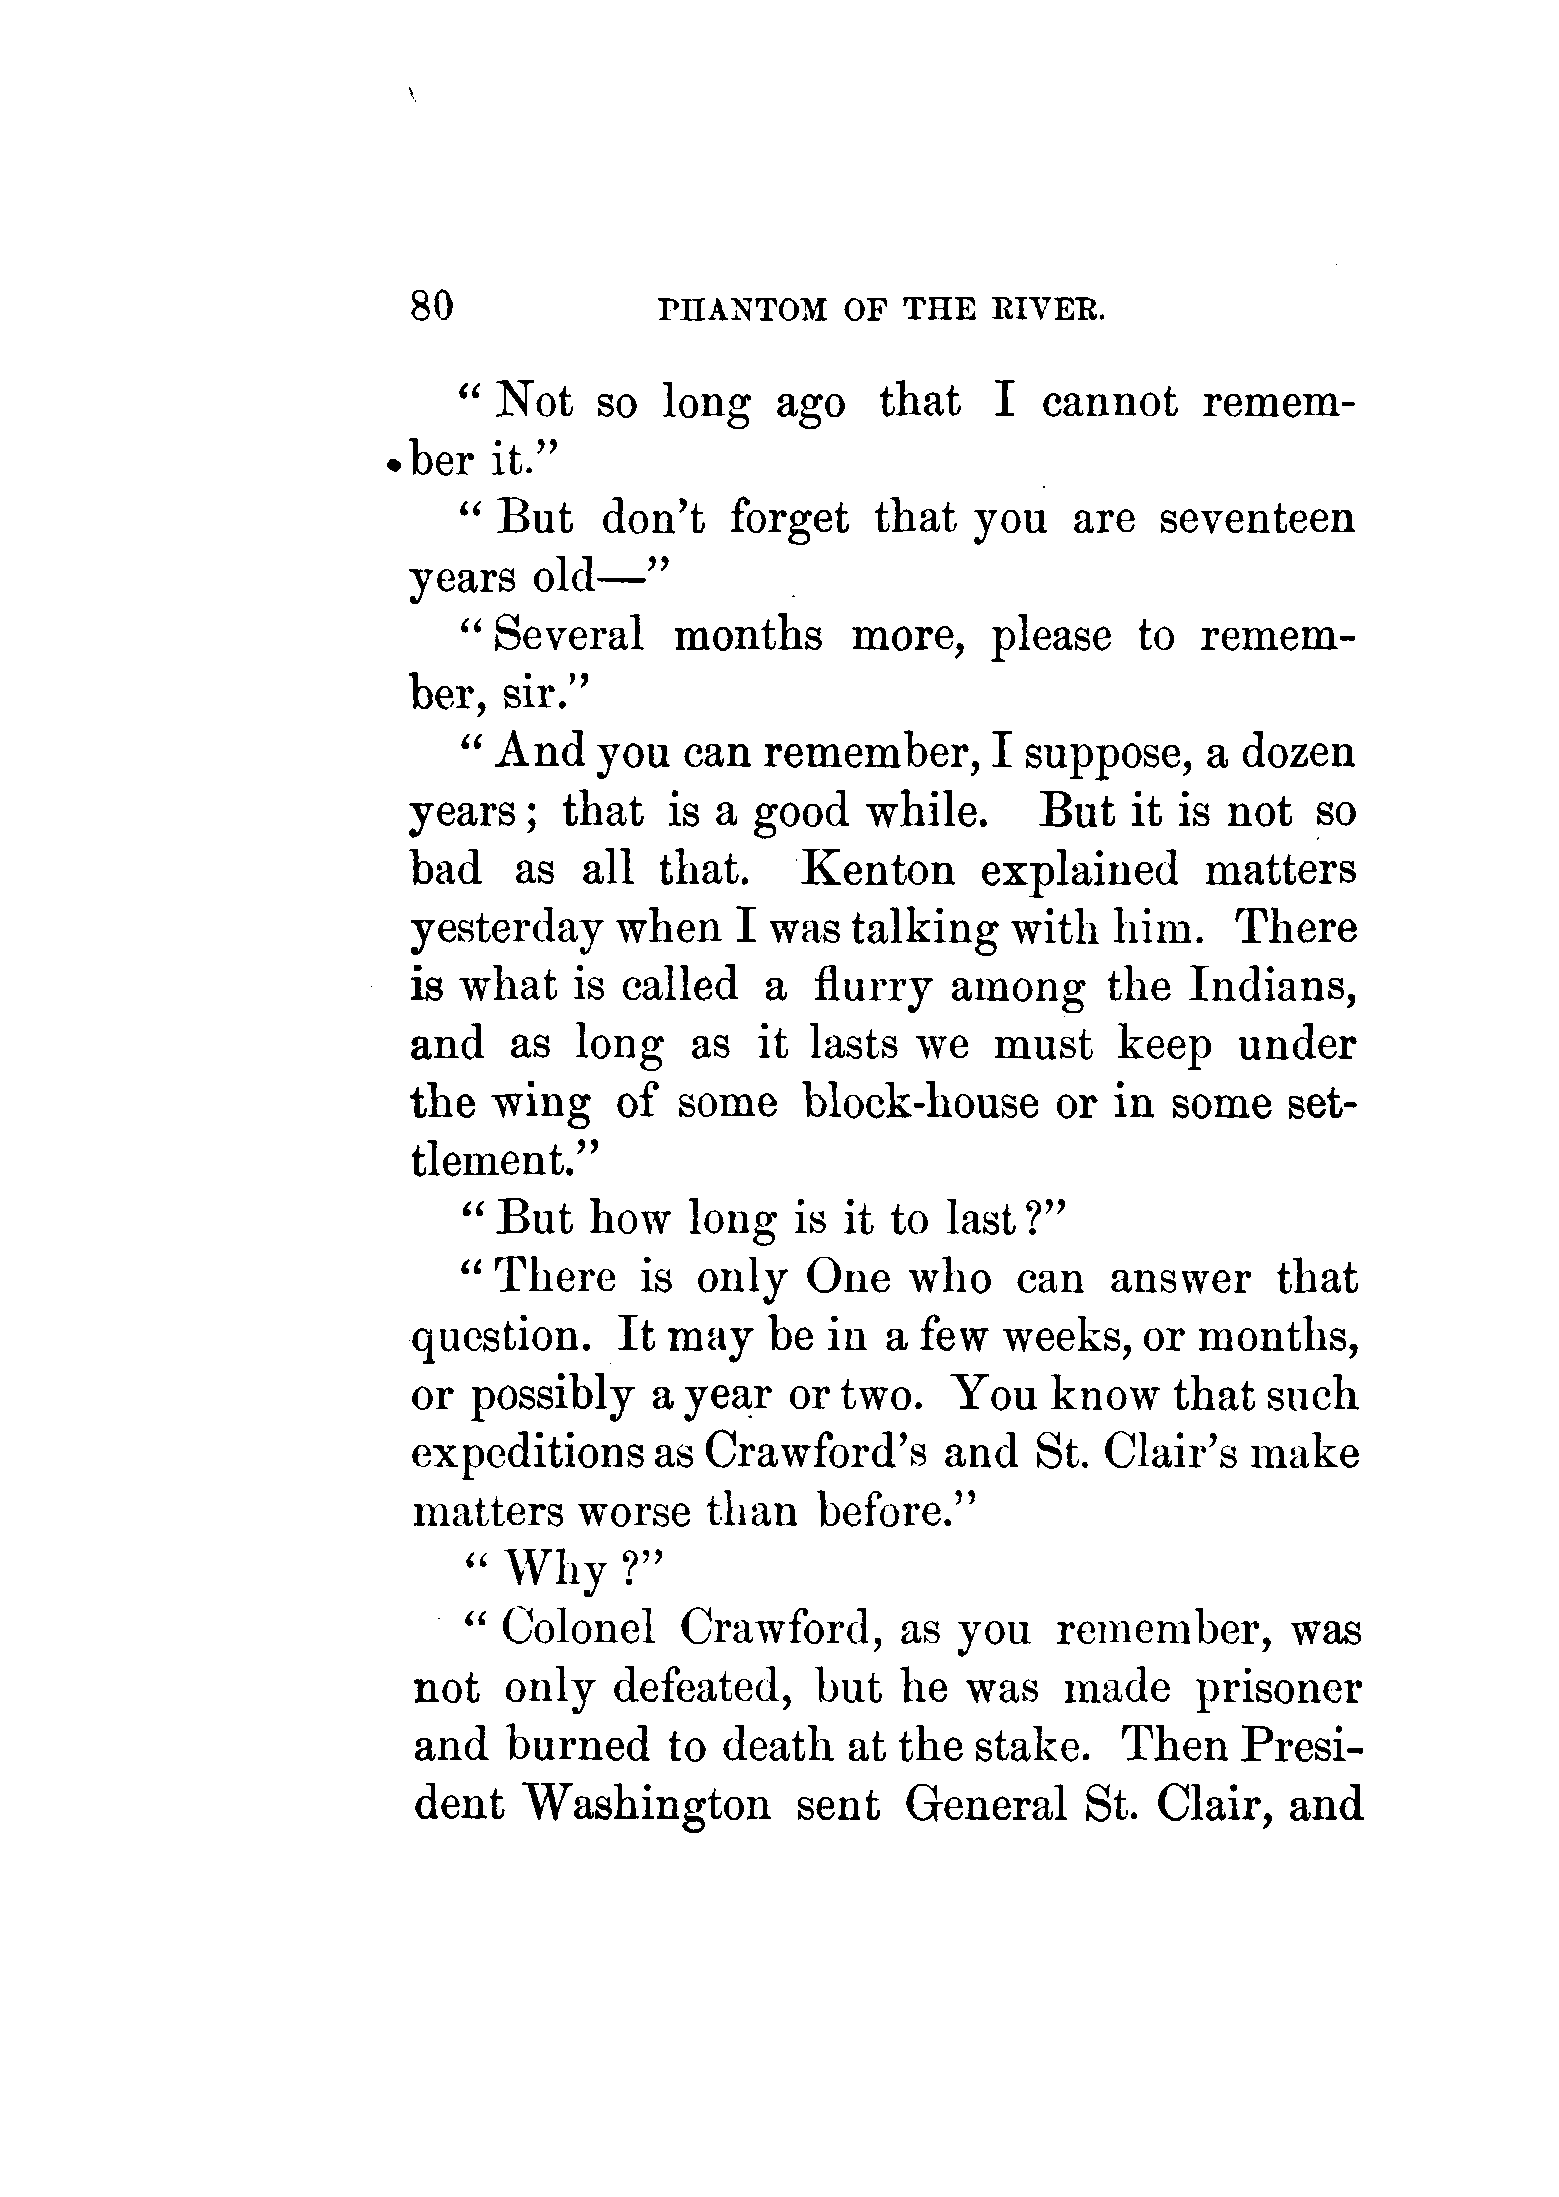 80 PHANTOM OF THE RIVER.
“ Not so long ago that I cannot remem-
ber it.”
“ But don’t forget that you are seventeen
years old—”
“ Several months more, please to remem-
ber, sir.”
“ And you can remember, I suppose, a dozen
years ; that is a good while. But it is not so
bad as all that. Kenton explained matters
yesterday when I was talking with him. There
is what is called a flurry among the Indians,
and as long as it lasts we must keep under
the wing of some block-house or in some set-
tlement.”
“ But how long is it to last ?”
“ There is only One who can answer that
question. It may be in a few weeks, or months,
or possibly a year or two. You know that such
expeditions as Crawford’s and St. Clair’s make
matters worse than before.”
“ Why ?”
“ Colonel Crawford, as you remember, was
not only defeated, but he was made prisoner
and burned to death at the stake. Then Presi-
dent Washington sent General St. Clair, and